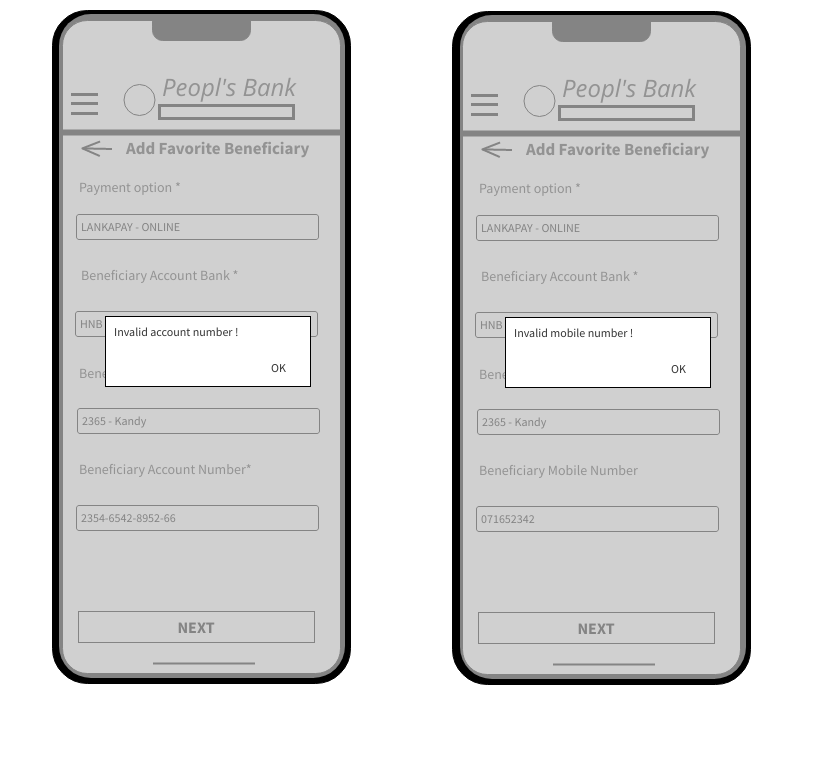 Peopl's Bank
Add Favorite Beneficiary
Payment option *
LANKAPAY - ONLINE
Beneficiary Account Bank *
HNB
Invalid account number !
OK
Bene
2365 - Kandy
Beneficiary Account Number*
2354-6542-8952-66
NEXT
Peopl's Bank
Add Favorite Beneficiary
Payment option *
LANKAPAY - ONLINE
Beneficiary Account Bank *
HNB
Invalid mobile number !
OK
Bene
2365 - Kandy
Beneficiary Mobile Number
071652342
NEXT